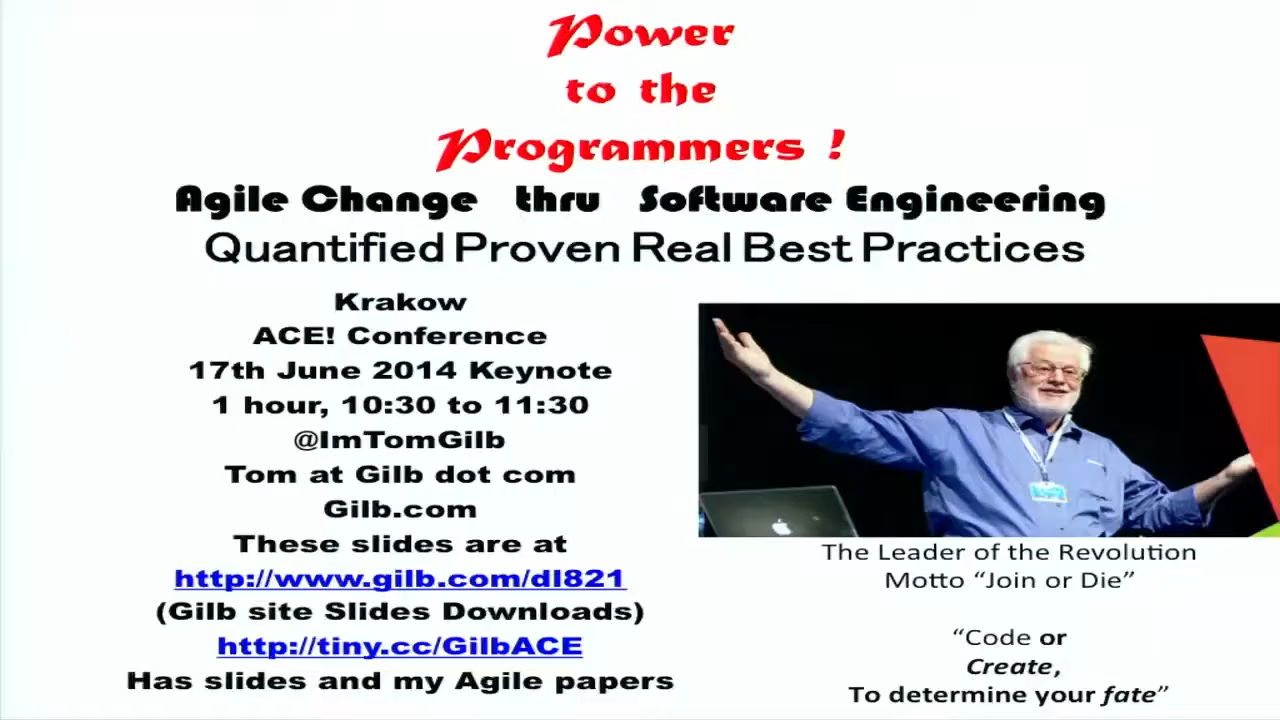 Power
to the
Programmers !
Agile Change thru Software Engineering
Quantified Proven Real Best Practices
Krakow
ACE! Conference
17th June 2014 Keynote
1 hour, 10:30 to 11:30
@ImTomGilb
Tom at Gilb dot com
Gilb.com
These slides are at
http://www.gilb.com/dl821
(Gilb site Slides Downloads)
http://tiny.cc/GilbACE
Has slides and my Agile papers
The Leader of the Revolution
Motto “Join or Die”
“Code or
Create,
To determine your fate”